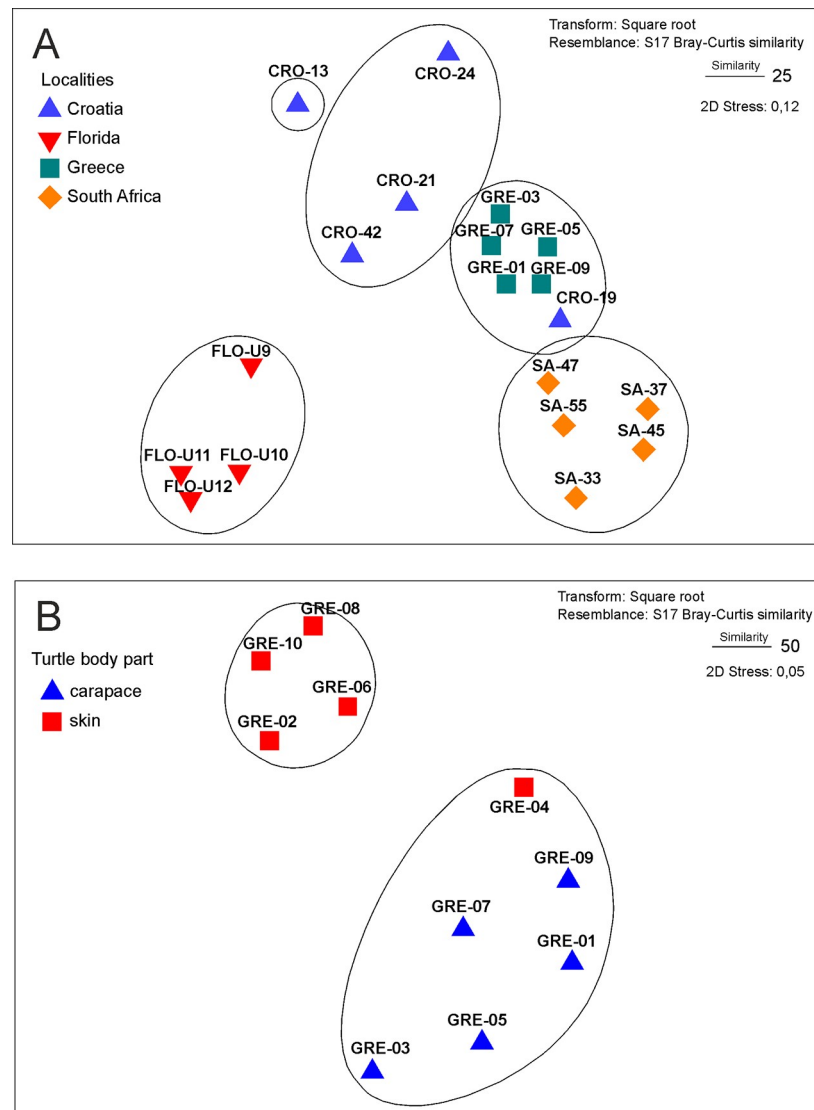 A
Transform: Square root
Resemblance: S17 Bray-Curtis similarity
Similarity 25
2D Stress: 0,12
Localities
Croatia
Florida
Greece
South Africa
CRO-13
CRO-24
CRO-21
CRO-42
GRE-03
GRE-07
GRE-05
GRE-01
GRE-09
CRO-19
FLO-U9
FLO-U11
FLO-U10
FLO-U12
SA-47
SA-37
SA-55
SA-45
SA-33
B
Transform: Square root
Resemblance: S17 Bray-Curtis similarity
Similarity 50
2D Stress: 0,05
Turtle body part
carapace
skin
GRE-08
GRE-10
GRE-06
GRE-02
GRE-04
GRE-09
GRE-07
GRE-01
GRE-05
GRE-03